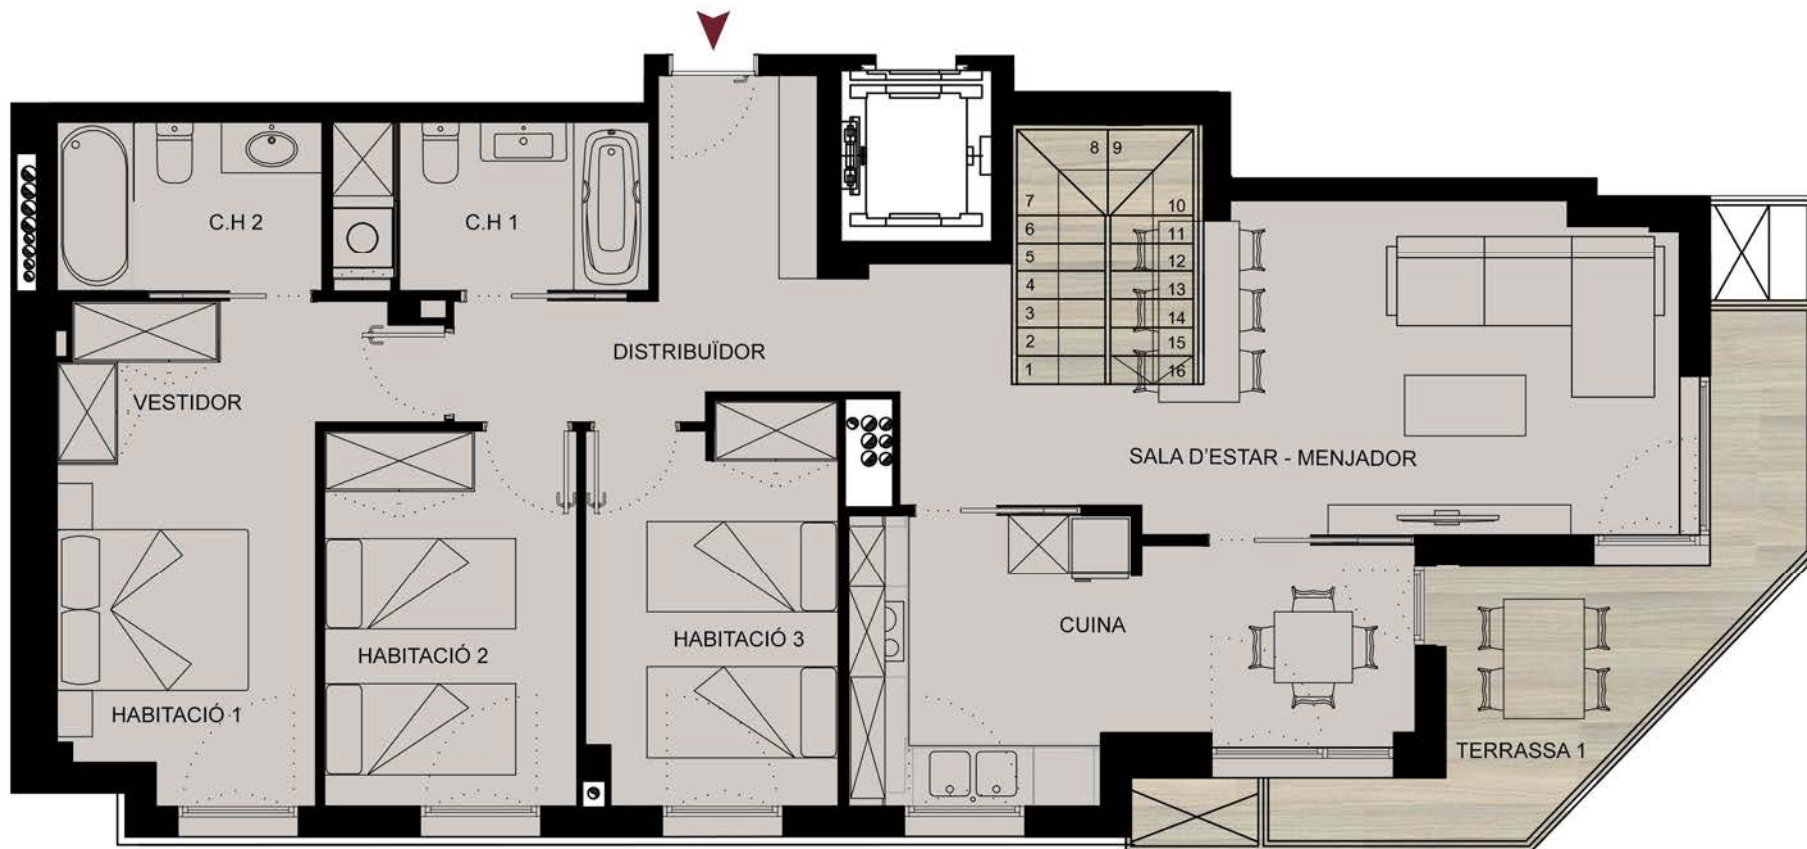 8 9
7
10
6
11
5
12
4
13
3
14
2
15
1
16
C.H 2
C.H 1
DISTRIBUÏDOR
VESTIDOR
SALA D'ESTAR - MENJADOR
CUINA
HABITACIÓ 3
HABITACIÓ 2
HABITACIÓ 1
TERRASSA 1